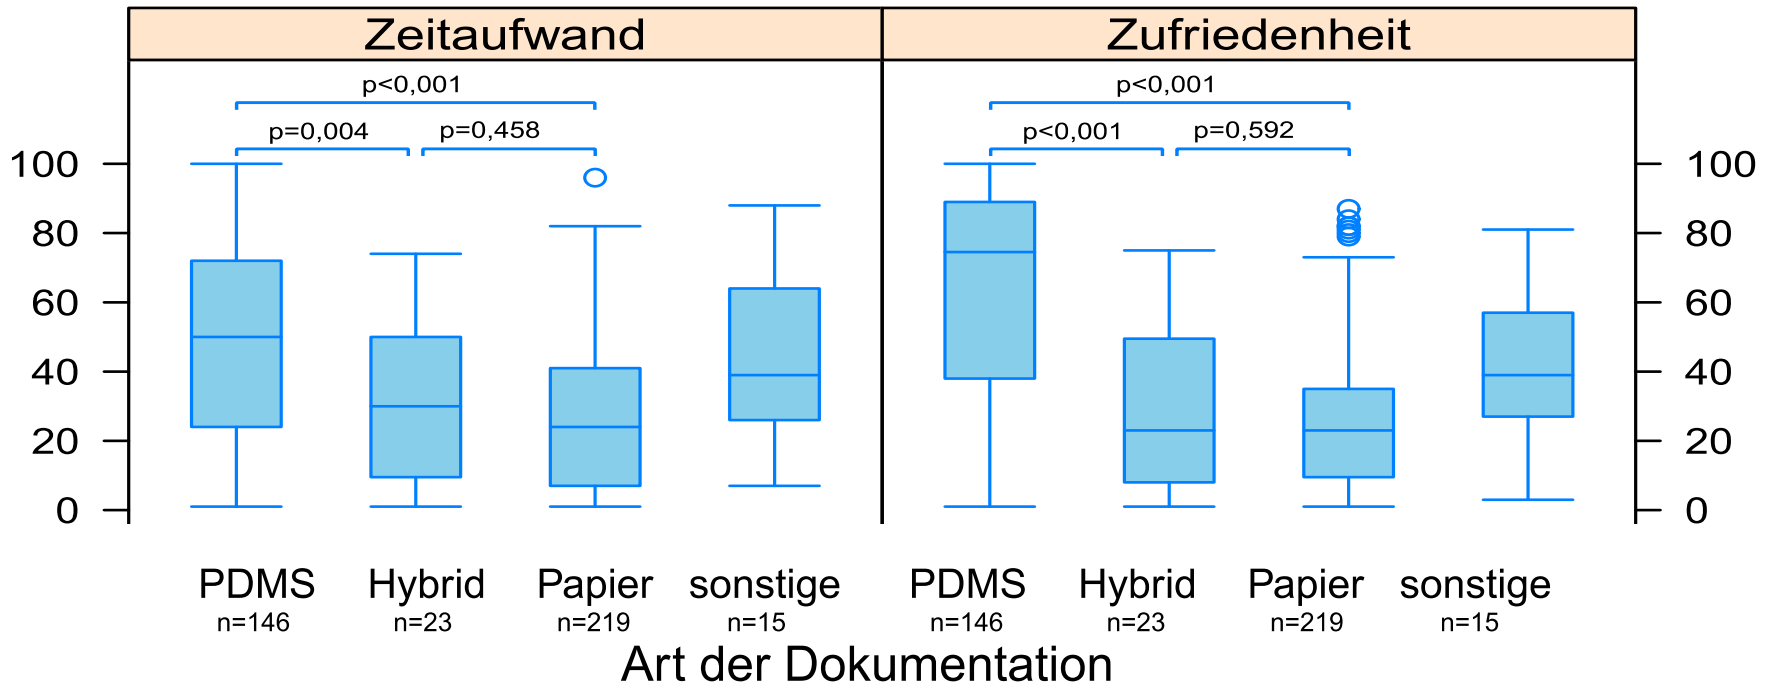 Zeitaufwand Zufriedenheit
p<0,001 p<0,001
p=0,004 p=0,458 p<0,001 p=0,592
100 100
80 80
60 60
40 40
20 20
0 0
PDMS Hybrid Papier sonstige PDMS Hybrid Papier sonstige
n=146 n=23 n=219 n=15 n=146 n=23 n=219 n=15
Art der Dokumentation